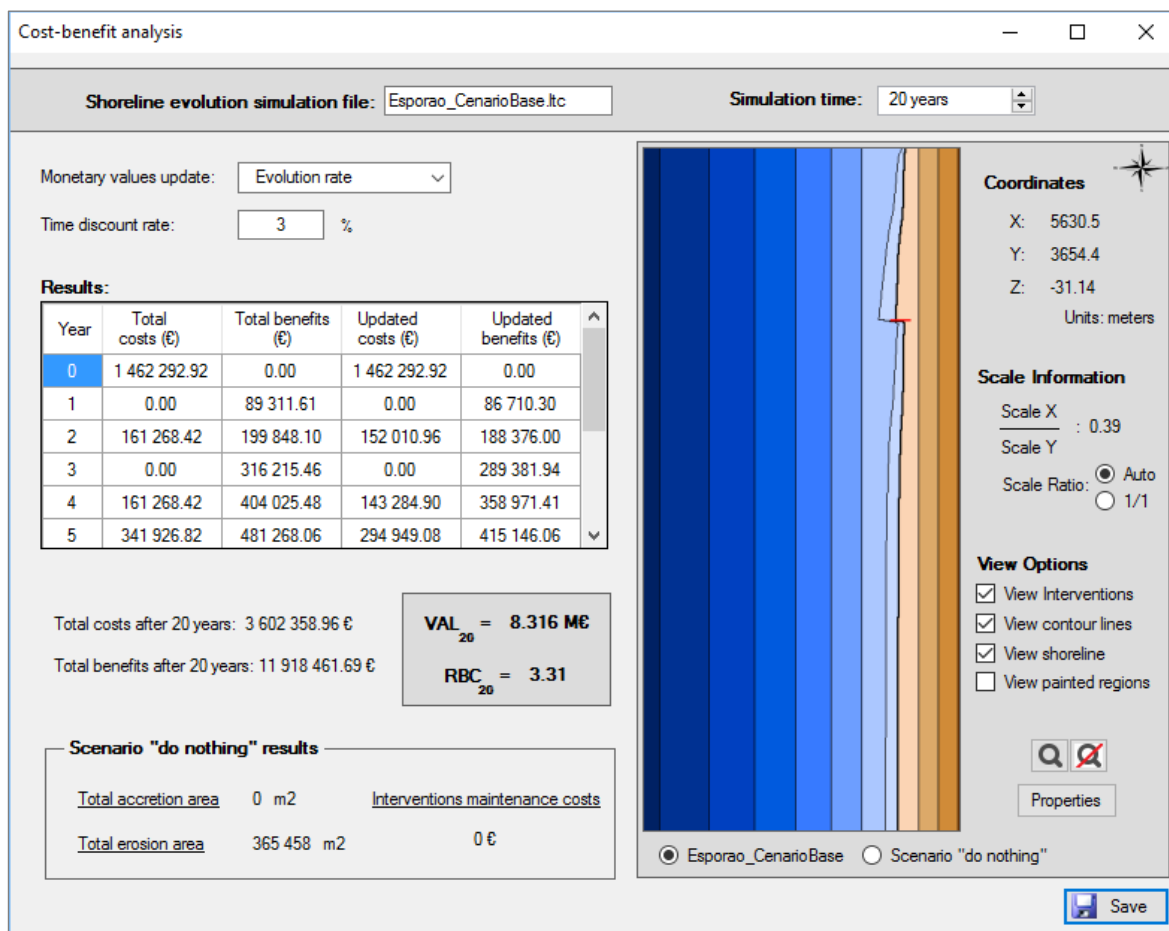 Cost-benefit analysis
Shoreline evolution simulation file: Esporao_CenarioBase.ltc Simulation time: 20 years
Monetary values update: Evolution rate
Time discount rate: 3 %
Results:
Year Total costs (€) Total benefits (€) Updated costs (€) Updated benefits (€)
0 1 462 292.92 0.00 1 462 292.92 0.00
1 0.00 89 311.61 0.00 86 710.30
2 161 268.42 199 848.10 152 010.96 188 376.00
3 0.00 316 215.46 0.00 289 381.94
4 161 268.42 404 025.48 143 284.90 358 971.41
5 341 926.82 481 268.06 294 949.08 415 146.06
Total costs after 20 years: 3 602 358.96 €
Total benefits after 20 years: 11 918 461.69 €
VAL20 = 8.316 M€
RBC20 = 3.31
Scenario "do nothing" results
Total accretion area 0 m2 Interventions maintenance costs
Total erosion area 365 458 m2 0 €
Coordinates
X: 5630.5
Y: 3654.4
Z: -31.14
Units: meters
Scale Information
Scale X
: 0.39
Scale Y
Scale Ratio: Auto
1/1
View Options
View Interventions
View contour lines
View shoreline
View painted regions
Properties
Esporao_CenarioBase Scenario "do nothing"
Save